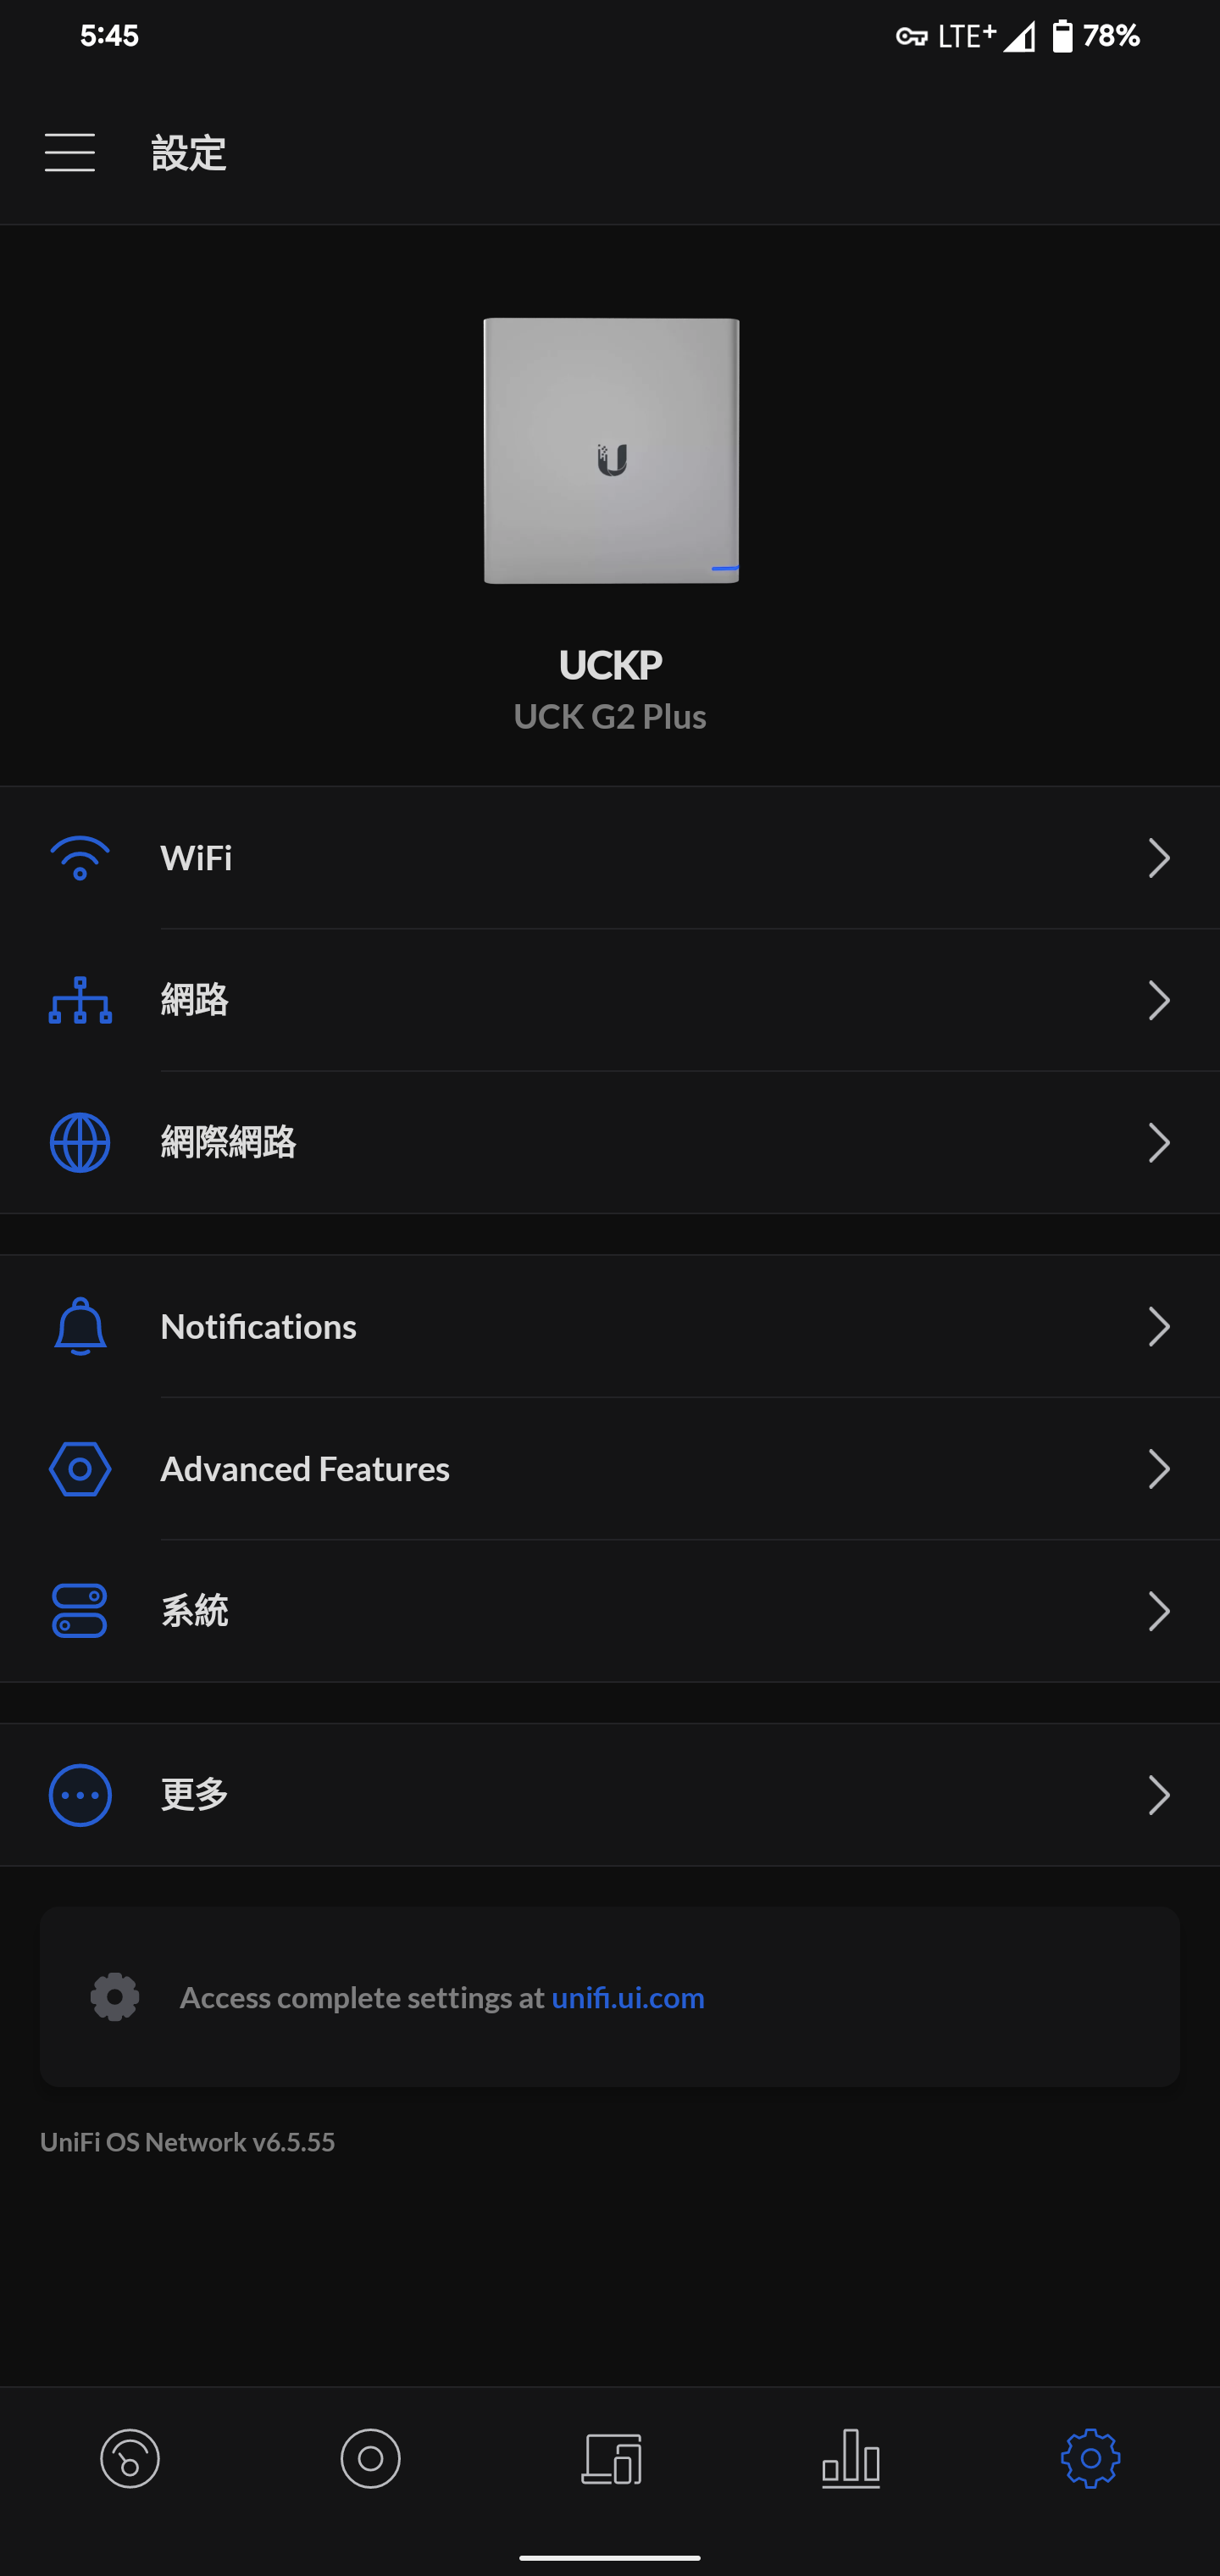 5:45
LTE+ 78%
設定
UCKP
UCK G2 Plus
WiFi
網路
網際網路
Notifications
Advanced Features
系統
更多
Access complete settings at unifi.ui.com
UniFi OS Network v6.5.55